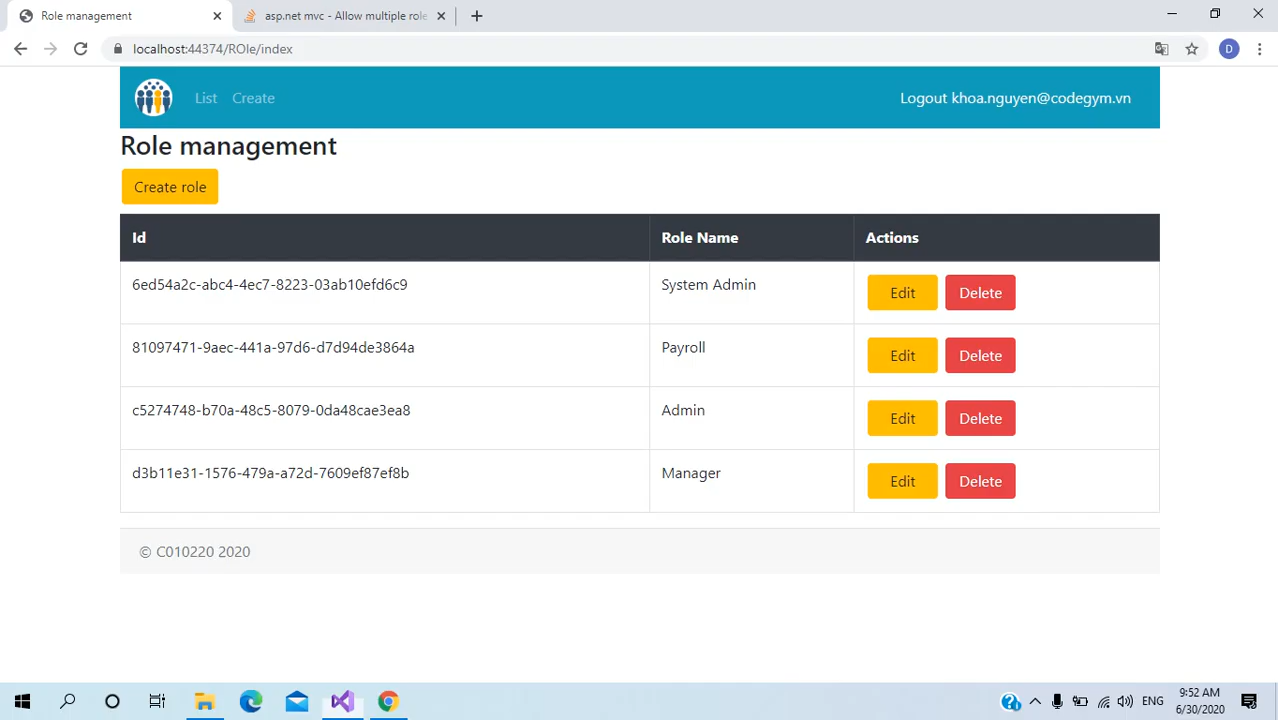 Role management
asp.net mvc - Allow multiple role
localhost:44374/ROle/index
D
List Create
Logout khoa.nguyen@codegym.vn
Role management
Create role
Id Role Name Actions
6ed54a2c-abc4-4ec7-8223-03ab10efd6c9 System Admin Edit Delete
81097471-9aec-441a-97d6-d7d94de3864a Payroll Edit Delete
c5274748-b70a-48c5-8079-0da48cae3ea8 Admin Edit Delete
d3b11e31-1576-479a-a72d-7609ef87ef8b Manager Edit Delete
© C010220 2020
ENG
9:52 AM
6/30/2020